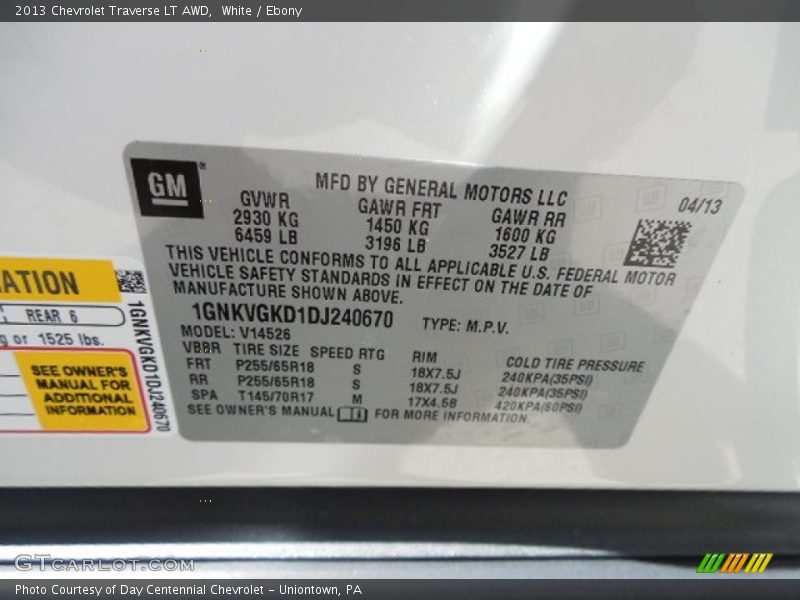 2013 Chevrolet Traverse LT AWD, White / Ebony
GM®
MFD BY GENERAL MOTORS LLC
04/13
GVWR GAWR FRT GAWR RR
2930 KG 1450 KG 1600 KG
6459 LB 3196 LB 3527 LB
THIS VEHICLE CONFORMS TO ALL APPLICABLE U.S. FEDERAL MOTOR
VEHICLE SAFETY STANDARDS IN EFFECT ON THE DATE OF
MANUFACTURE SHOWN ABOVE.
1GNKVGKD1DJ240670 TYPE: M.P.V.
MODEL: V14526
VBBR TIRE SIZE SPEED RTG RIM COLD TIRE PRESSURE
FRT P255/65R18 S 18X7.5J 240KPA(35PSI)
RR P255/65R18 S 18X7.5J 240KPA(35PSI)
SPA T145/70R17 M 17X4.5B 420KPA(60PSI)
SEE OWNER'S MANUAL FOR MORE INFORMATION.
ATION
REAR 6
g or 1525 lbs.
SEE OWNER'S
MANUAL FOR
ADDITIONAL
INFORMATION
1GNKVGKD1DJ240670
GTCarLot.com
Photo Courtesy of Day Centennial Chevrolet - Uniontown, PA